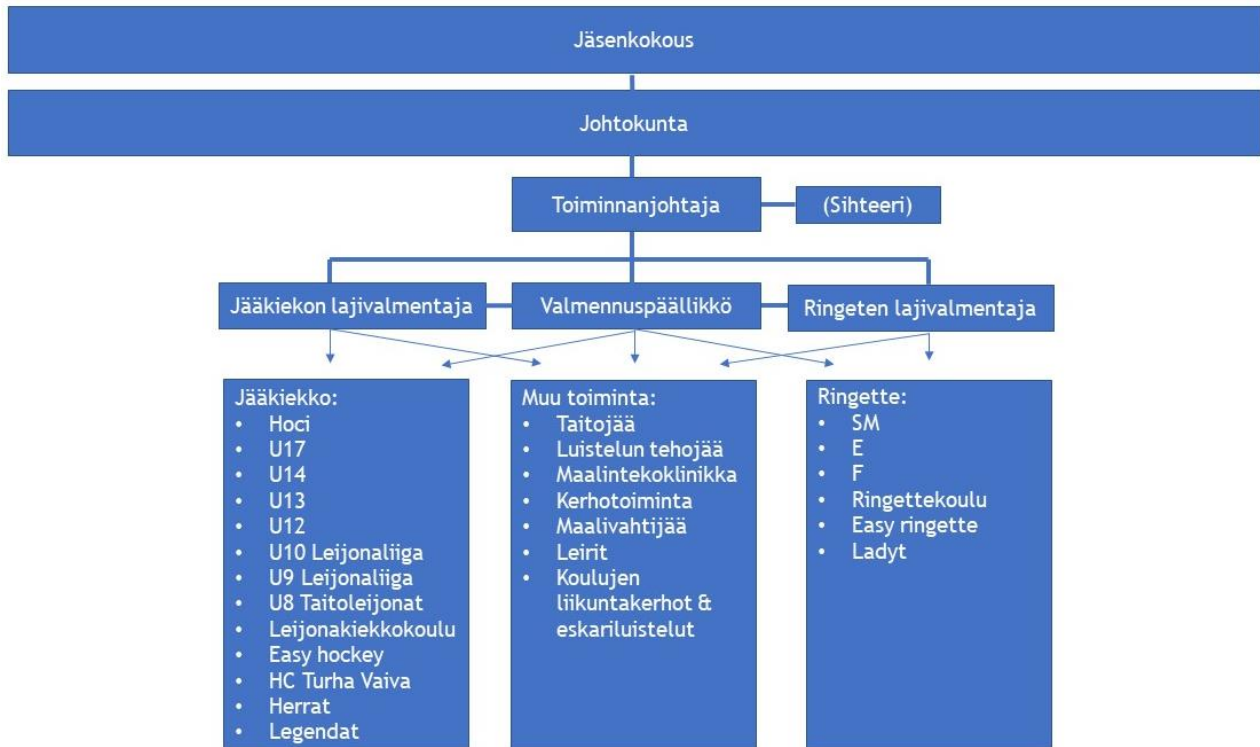 Jäsenkokous
Johtokunta
Toiminnanjohtaja
(Sihteeri)
Jääkiekon lajivalmentaja
Valmennuspäällikkö
Ringeten lajivalmentaja
Jääkiekko:
• Hoci
• U17
• U14
• U13
• U12
• U10 Leijonaliiga
• U9 Leijonaliiga
• U8 Taitoleijonat
• Leijonakiekkokoulu
• Easy hockey
• HC Turha Vaiva
• Herrat
• Legendat
Muu toiminta:
• Taitojää
• Luistelun tehojää
• Maalintekoklinikka
• Kerhotoiminta
• Maalivahtijää
• Leirit
• Koulujen
liikuntakerhot &
eskariluistelut
Ringette:
• SM
• E
• F
• Ringettekoulu
• Easy ringette
• Ladyt